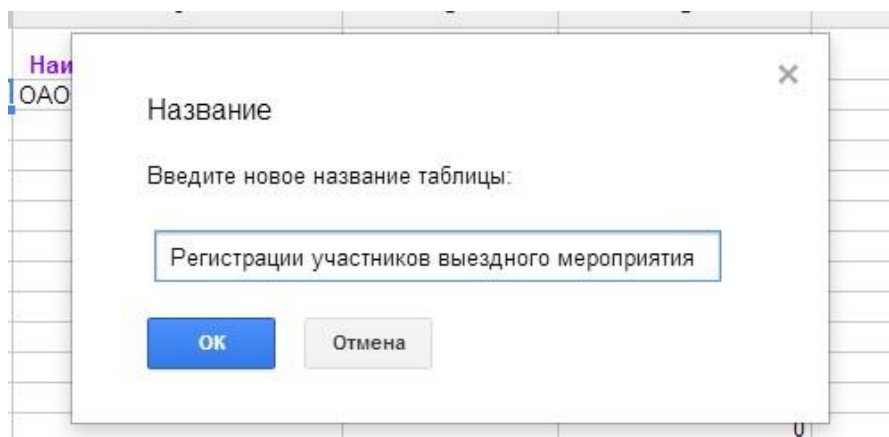 Наи
ОАО
Название
Введите новое название таблицы:
Регистрации участников выездного мероприятия
ОК
Отмена
0